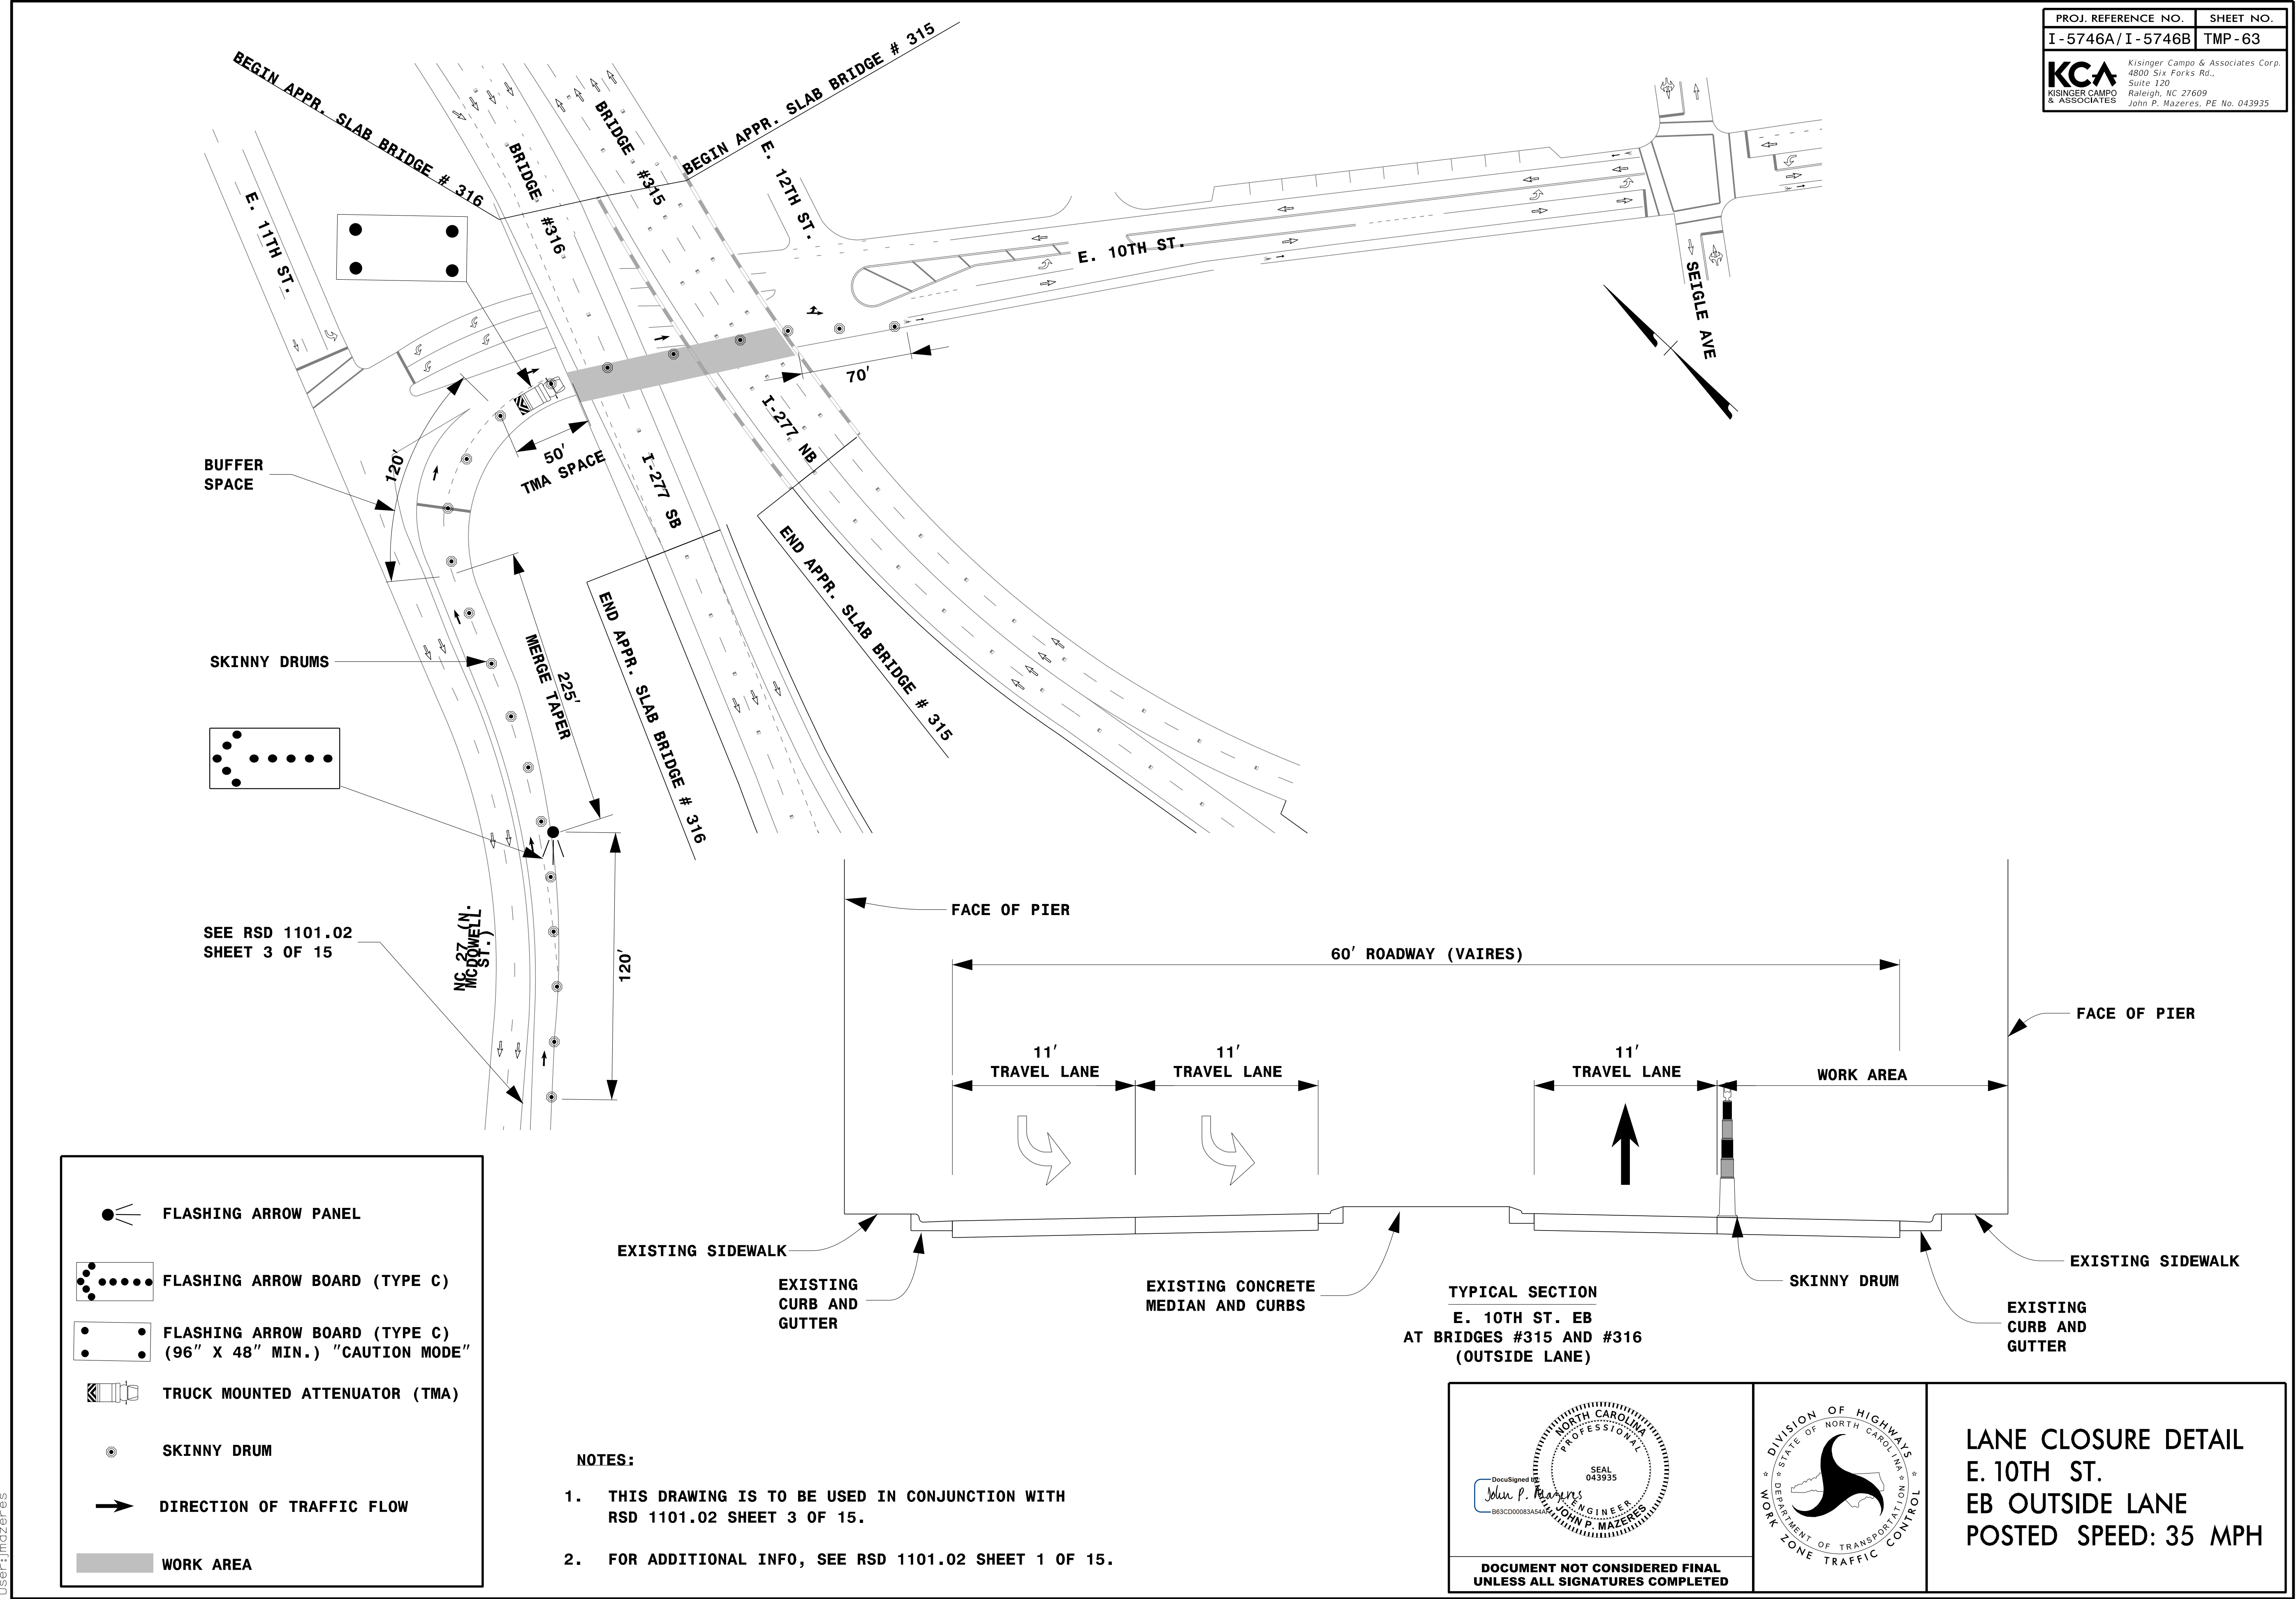 PROJ. REFERENCE NO.
SHEET NO.
I-5746A/I-5746B
TMP-63
KCA
KISINGER CAMPO
& ASSOCIATES
Kisinger Campo & Associates Corp.
4800 Six Forks Rd.,
Suite 120
Raleigh, NC 27609
John P. Mazeres, PE No. 043935
BEGIN APPR. SLAB BRIDGE # 316
BEGIN APPR. SLAB BRIDGE # 315
BRIDGE #316
BRIDGE #315
E. 11TH ST.
E. 12TH ST.
E. 10TH ST.
SEIGLE AVE
70'
I-277 NB
I-277 SB
50'
TMA SPACE
120'
BUFFER
SPACE
END APPR. SLAB BRIDGE # 315
END APPR. SLAB BRIDGE # 316
225'
MERGE TAPER
SKINNY DRUMS
SEE RSD 1101.02
SHEET 3 OF 15
NC 27 (N.
MCDOWELL
ST.)
120'
FACE OF PIER
60' ROADWAY (VAIRES)
FACE OF PIER
11'
TRAVEL LANE
11'
TRAVEL LANE
11'
TRAVEL LANE
WORK AREA
EXISTING SIDEWALK
EXISTING
CURB AND
GUTTER
EXISTING CONCRETE
MEDIAN AND CURBS
SKINNY DRUM
EXISTING SIDEWALK
EXISTING
CURB AND
GUTTER
TYPICAL SECTION
E. 10TH ST. EB
AT BRIDGES #315 AND #316
(OUTSIDE LANE)
FLASHING ARROW PANEL
FLASHING ARROW BOARD (TYPE C)
FLASHING ARROW BOARD (TYPE C)
(96" X 48" MIN.) "CAUTION MODE"
TRUCK MOUNTED ATTENUATOR (TMA)
SKINNY DRUM
DIRECTION OF TRAFFIC FLOW
WORK AREA
NOTES:
1. THIS DRAWING IS TO BE USED IN CONJUNCTION WITH
RSD 1101.02 SHEET 3 OF 15.
2. FOR ADDITIONAL INFO, SEE RSD 1101.02 SHEET 1 OF 15.
NORTH CAROLINA
PROFESSIONAL
SEAL
043935
ENGINEER
JOHN P. MAZERES
DocuSigned by
John P. Mazeres
DOCUMENT NOT CONSIDERED FINAL
UNLESS ALL SIGNATURES COMPLETED
DIVISION OF HIGHWAYS
STATE OF NORTH CAROLINA
DEPARTMENT OF TRANSPORTATION
WORK ZONE TRAFFIC CONTROL
LANE CLOSURE DETAIL
E. 10TH ST.
EB OUTSIDE LANE
POSTED SPEED: 35 MPH
User:jmazeres